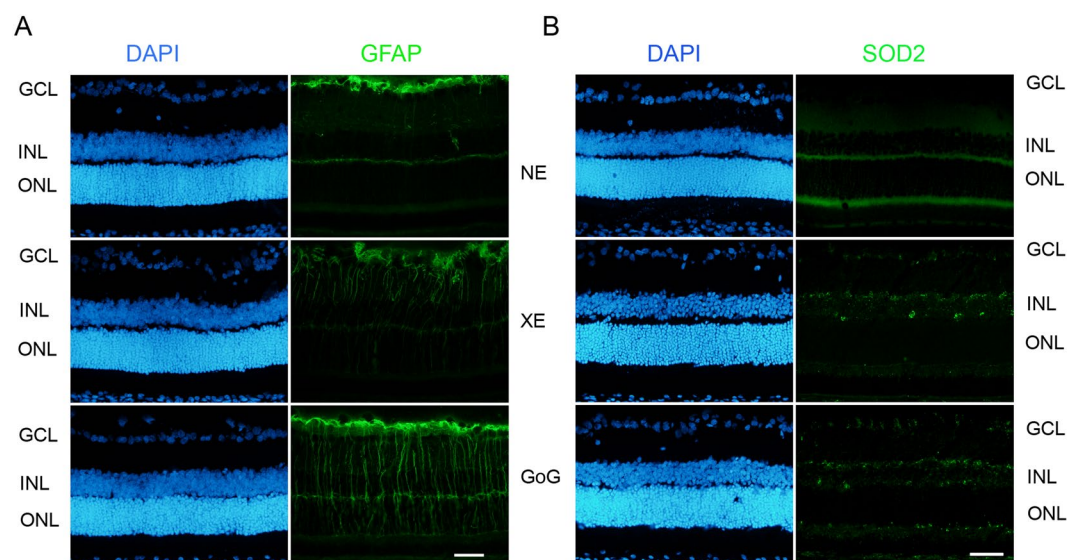 A
B
DAPI GFAP
DAPI SOD2
GCL
INL
ONL
NE
GCL
INL
ONL
GCL
INL
ONL
XE
GCL
INL
ONL
GCL
INL
ONL
GoG
GCL
INL
ONL